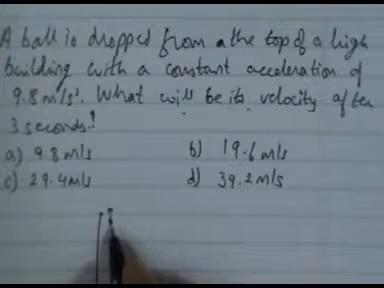 A ball is dropped from a the top of a high
building with a constant acceleration of
9.8 m/s². What will be its velocity after
3 seconds?
a) 9.8 m/s b) 19.6 m/s
c) 29.4 m/s d) 39.2 m/s